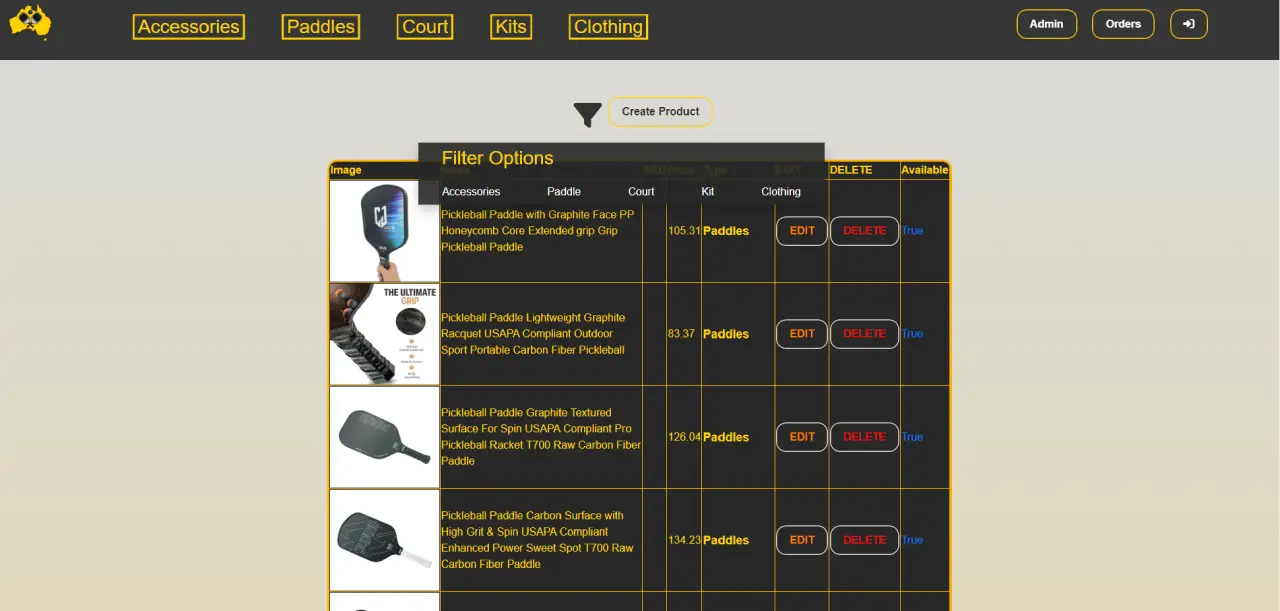 Accessories
Paddles
Court
Kits
Clothing
Admin
Orders
Create Product
Filter Options
Accessories
Paddle
Court
Kit
Clothing
Image
SKU
Price
Type
EDIT
DELETE
Available
Pickleball Paddle with Graphite Face PP
Honeycomb Core Extended grip Grip
Pickleball Paddle
105.31
Paddles
EDIT
DELETE
True
THE ULTIMATE
GRIP
Pickleball Paddle Lightweight Graphite
Racquet USAPA Compliant Outdoor
Sport Portable Carbon Fiber Pickleball
83.37
Paddles
EDIT
DELETE
True
Pickleball Paddle Graphite Textured
Surface For Spin USAPA Compliant Pro
Pickleball Racket T700 Raw Carbon Fiber
Paddle
126.04
Paddles
EDIT
DELETE
True
Pickleball Paddle Carbon Surface with
High Grit & Spin USAPA Compliant
Enhanced Power Sweet Spot T700 Raw
Carbon Fiber Paddle
134.23
Paddles
EDIT
DELETE
True